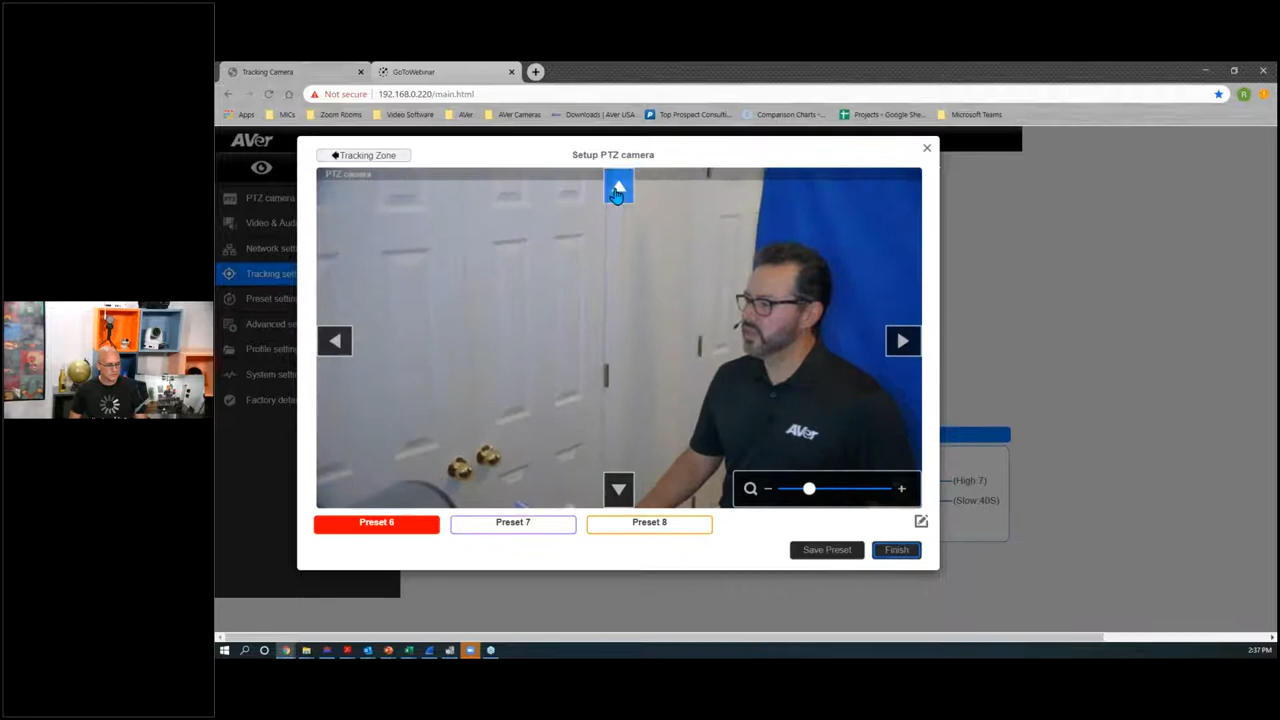 Tracking Camera
GoToWebinar
Not secure
192.168.0.220/main.html
R
Apps
MICs
Zoom Rooms
Video Software
AVer
AVer Cameras
Downloads | AVer USA...
Top Prospect Consulti...
Comparison Charts -...
Projects - Google She...
Microsoft Teams
AVer
Tracking Zone
Setup PTZ camera
PTZ camera
PTZ camera
Video & Aud
Network sett
Tracking sett
Preset settin
Advanced se
Profile settin
System setti
Factory defa
AVer
(High:7)
(Slow:40S)
Preset 6
Preset 7
Preset 8
Save Preset
Finish
2:37 PM